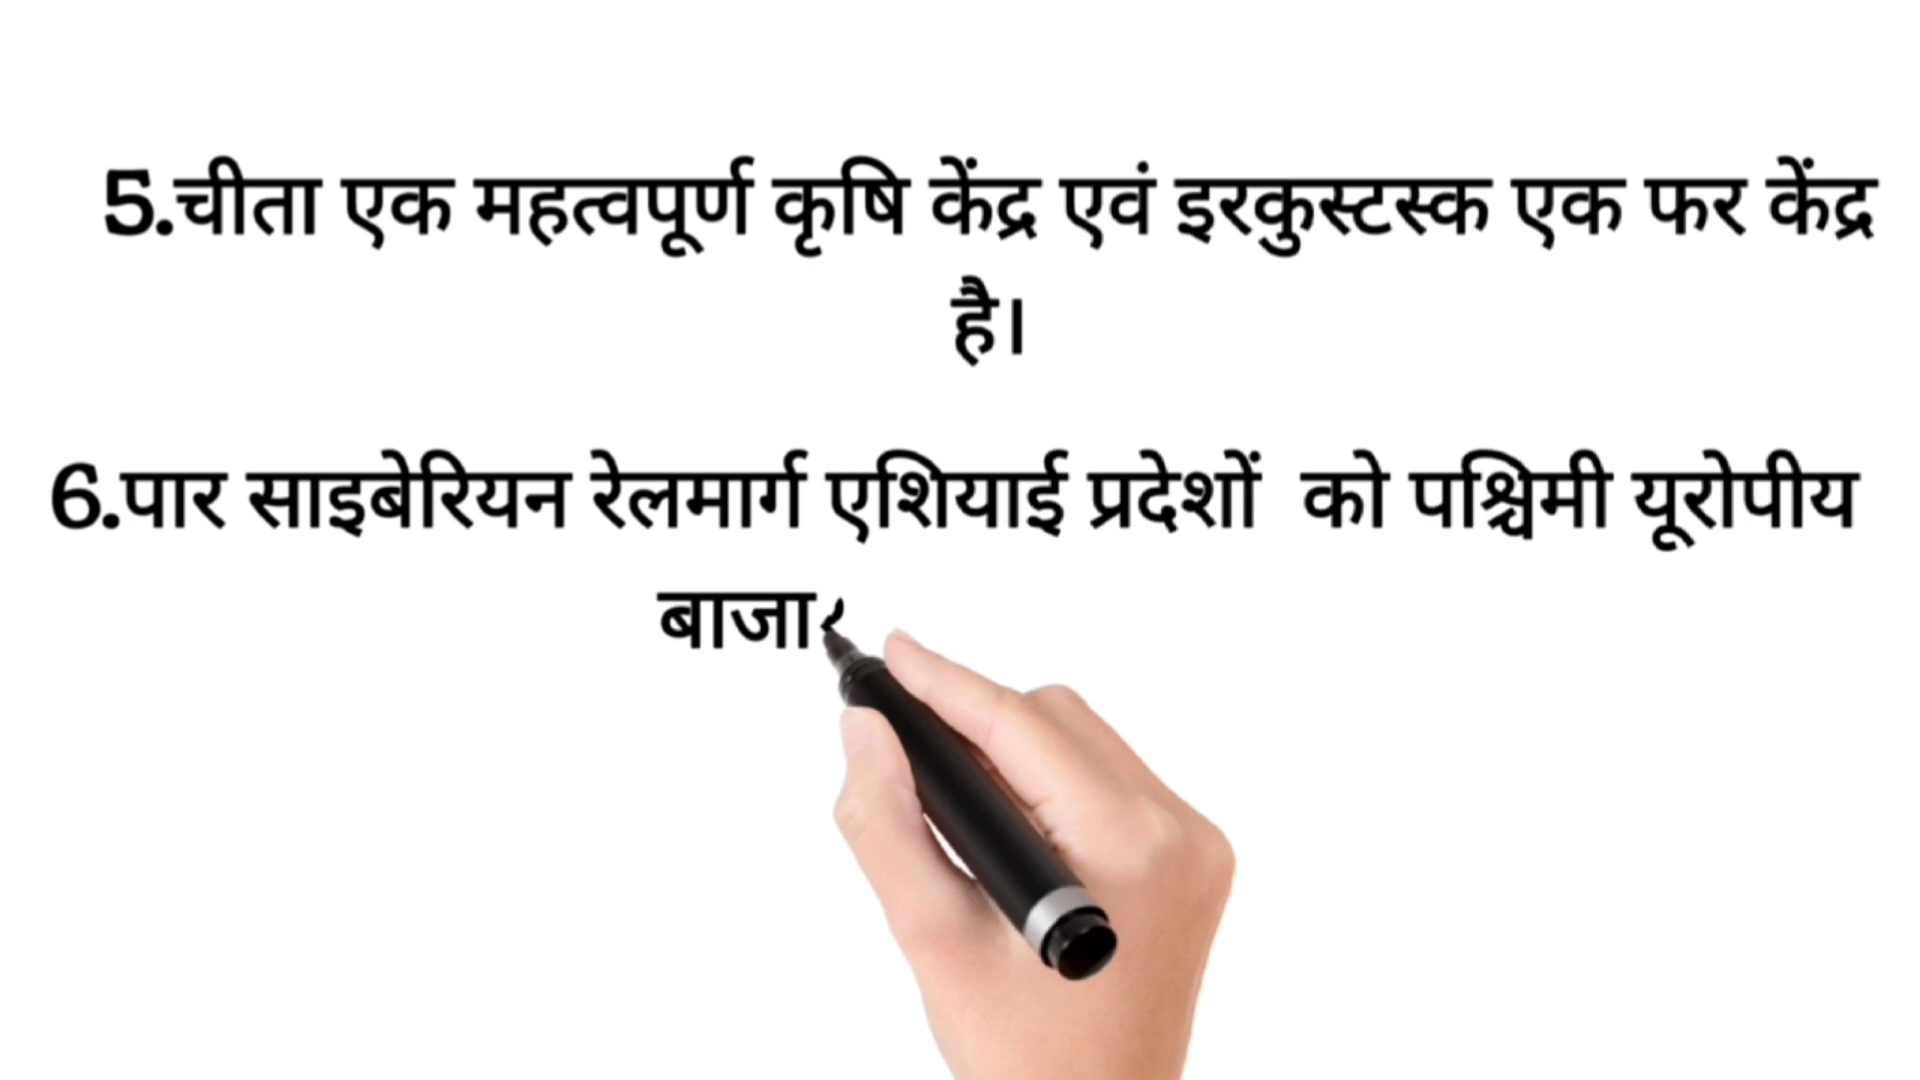 5.चीता एक महत्वपूर्ण कृषि केंद्र एवं इरकुस्टस्क एक फर केंद्र
है।
6.पार साइबेरियन रेलमार्ग एशियाई प्रदेशों को पश्चिमी यूरोपीय